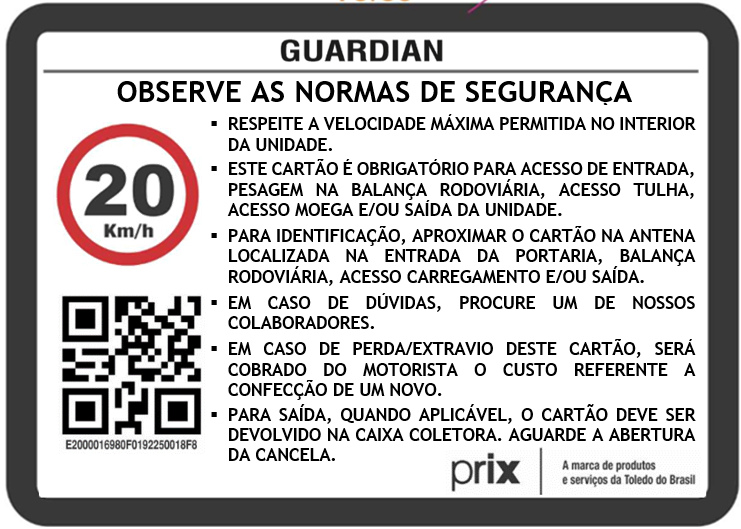 GUARDIAN
OBSERVE AS NORMAS DE SEGURANÇA
20
Km/h
▪ RESPEITE A VELOCIDADE MÁXIMA PERMITIDA NO INTERIOR
DA UNIDADE.
▪ ESTE CARTÃO É OBRIGATÓRIO PARA ACESSO DE ENTRADA,
PESAGEM NA BALANÇA RODOVIÁRIA, ACESSO TULHA,
ACESSO MOEGA E/OU SAÍDA DA UNIDADE.
▪ PARA IDENTIFICAÇÃO, APROXIMAR O CARTÃO NA ANTENA
LOCALIZADA NA ENTRADA DA PORTARIA, BALANÇA
RODOVIÁRIA, ACESSO CARREGAMENTO E/OU SAÍDA.
▪ EM CASO DE DÚVIDAS, PROCURE UM DE NOSSOS
COLABORADORES.
▪ EM CASO DE PERDA/EXTRAVIO DESTE CARTÃO, SERÁ
COBRADO DO MOTORISTA O CUSTO REFERENTE A
CONFECÇÃO DE UM NOVO.
▪ PARA SAÍDA, QUANDO APLICÁVEL, O CARTÃO DEVE SER
DEVOLVIDO NA CAIXA COLETORA. AGUARDE A ABERTURA
DA CANCELA.
E2000016980F0192250018F8
prix
A marca de produtos
e serviços da Toledo do Brasil